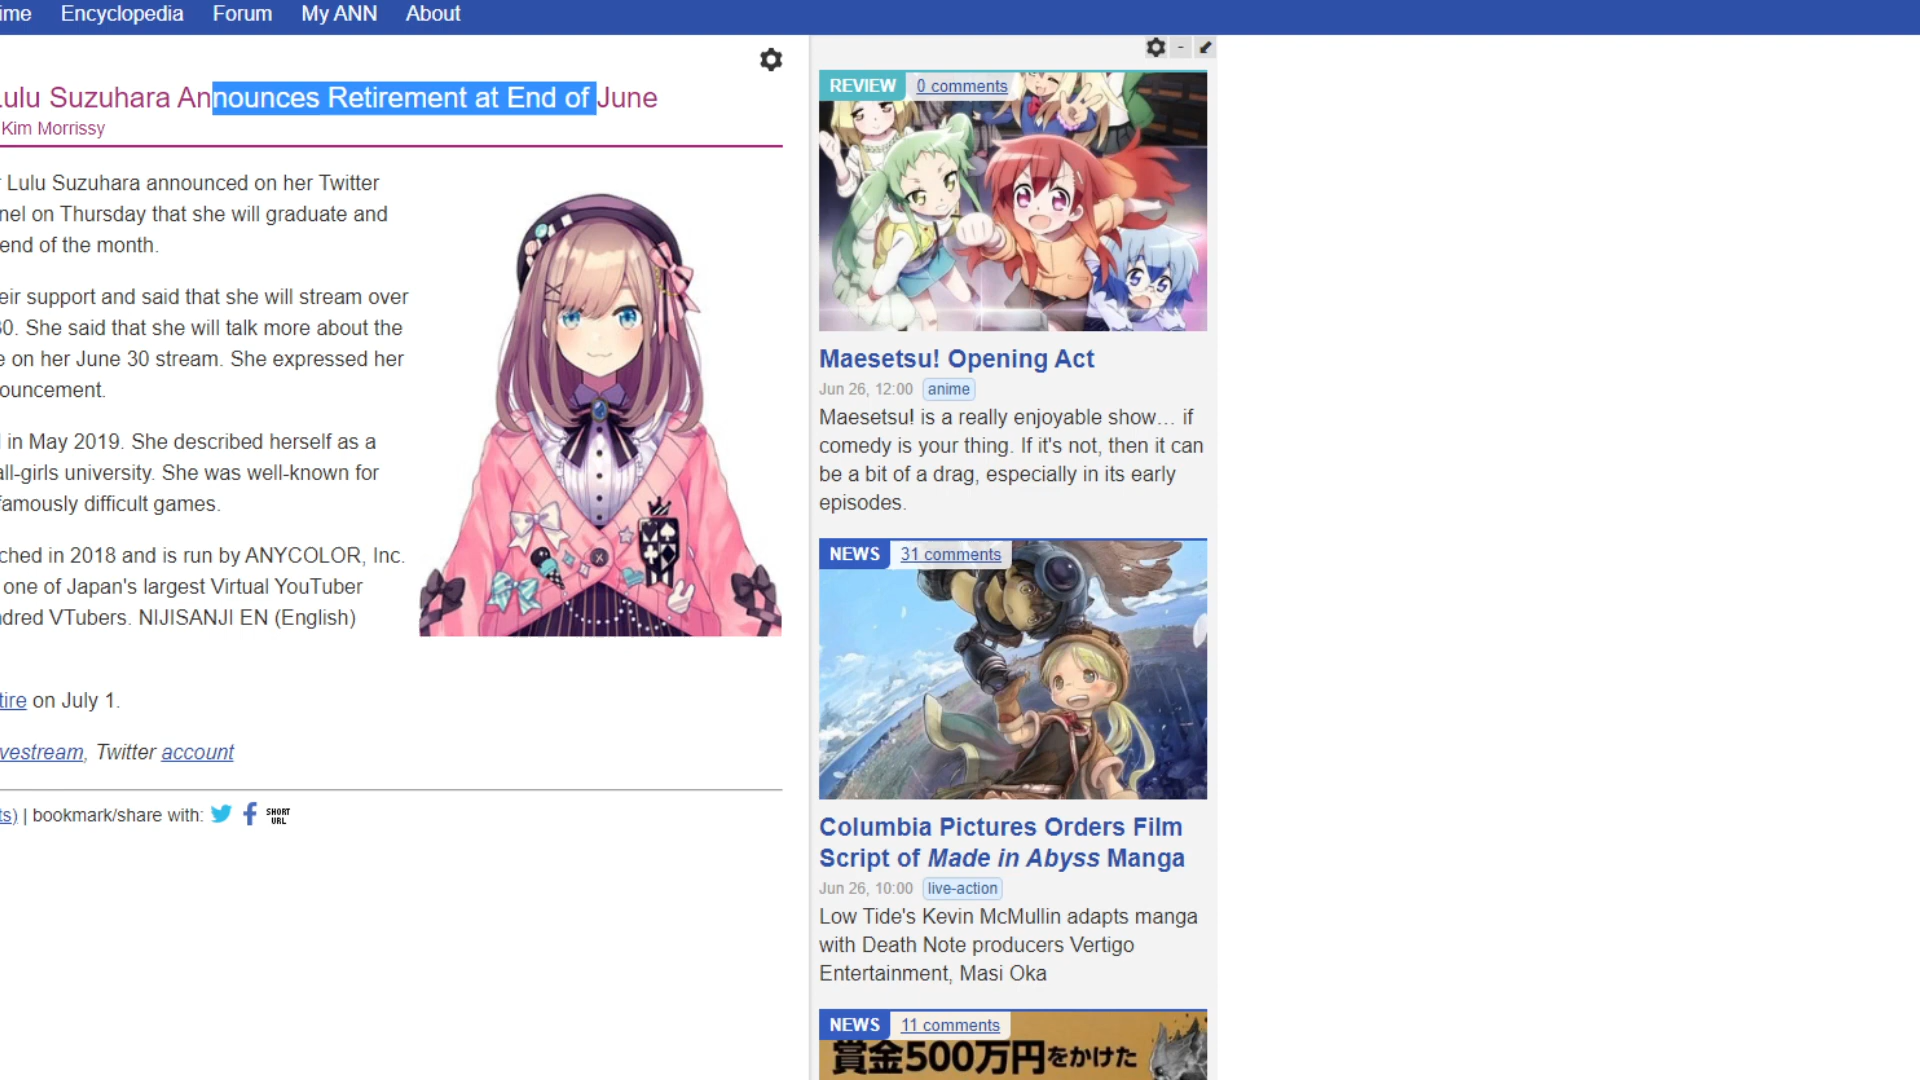 ime Encyclopedia Forum My ANN About
Lulu Suzuhara Announces Retirement at End of June
Kim Morrissy
Lulu Suzuhara announced on her Twitter
nel on Thursday that she will graduate and
end of the month.
eir support and said that she will stream over
30. She said that she will talk more about the
e on her June 30 stream. She expressed her
ouncement.
in May 2019. She described herself as a
all-girls university. She was well-known for
famously difficult games.
ched in 2018 and is run by ANYCOLOR, Inc.
one of Japan's largest Virtual YouTuber
dred VTubers. NIJISANJI EN (English)
tire on July 1.
vestream, Twitter account
ts) | bookmark/share with: SHORT URL
REVIEW 0 comments
Maesetsu! Opening Act
Jun 26, 12:00 anime
Maesetsu! is a really enjoyable show… if
comedy is your thing. If it's not, then it can
be a bit of a drag, especially in its early
episodes.
NEWS 31 comments
Columbia Pictures Orders Film
Script of Made in Abyss Manga
Jun 26, 10:00 live-action
Low Tide's Kevin McMullin adapts manga
with Death Note producers Vertigo
Entertainment, Masi Oka
NEWS 11 comments
賞金500万円をかけた